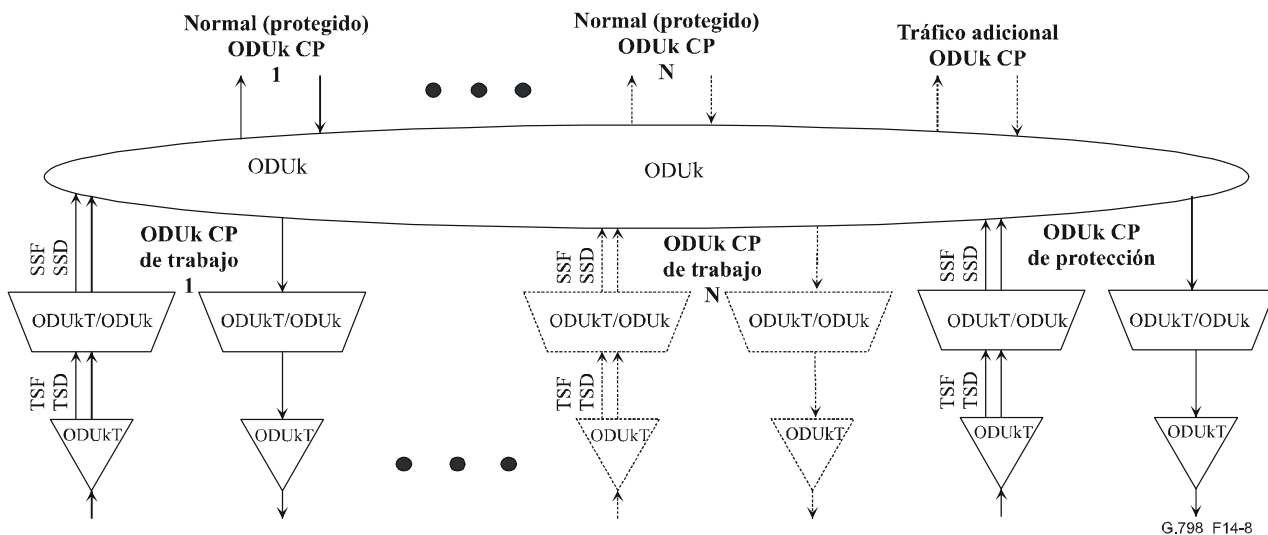 Normal (protegido)
ODUk CP
1
Normal (protegido)
ODUk CP
N
Tráfico adicional
ODUk CP
ODUk
ODUk
SSF
SSD
ODUk CP
de trabajo
1
SSF
SSD
ODUk CP
de trabajo
N
SSF
SSD
ODUk CP
de protección
ODUkT/ODUk
ODUkT/ODUk
ODUkT/ODUk
ODUkT/ODUk
ODUkT/ODUk
ODUkT/ODUk
TSF
TSD
TSF
TSD
TSF
TSD
ODUkT
ODUkT
ODUkT
ODUkT
ODUkT
ODUkT
G.798_F14-8